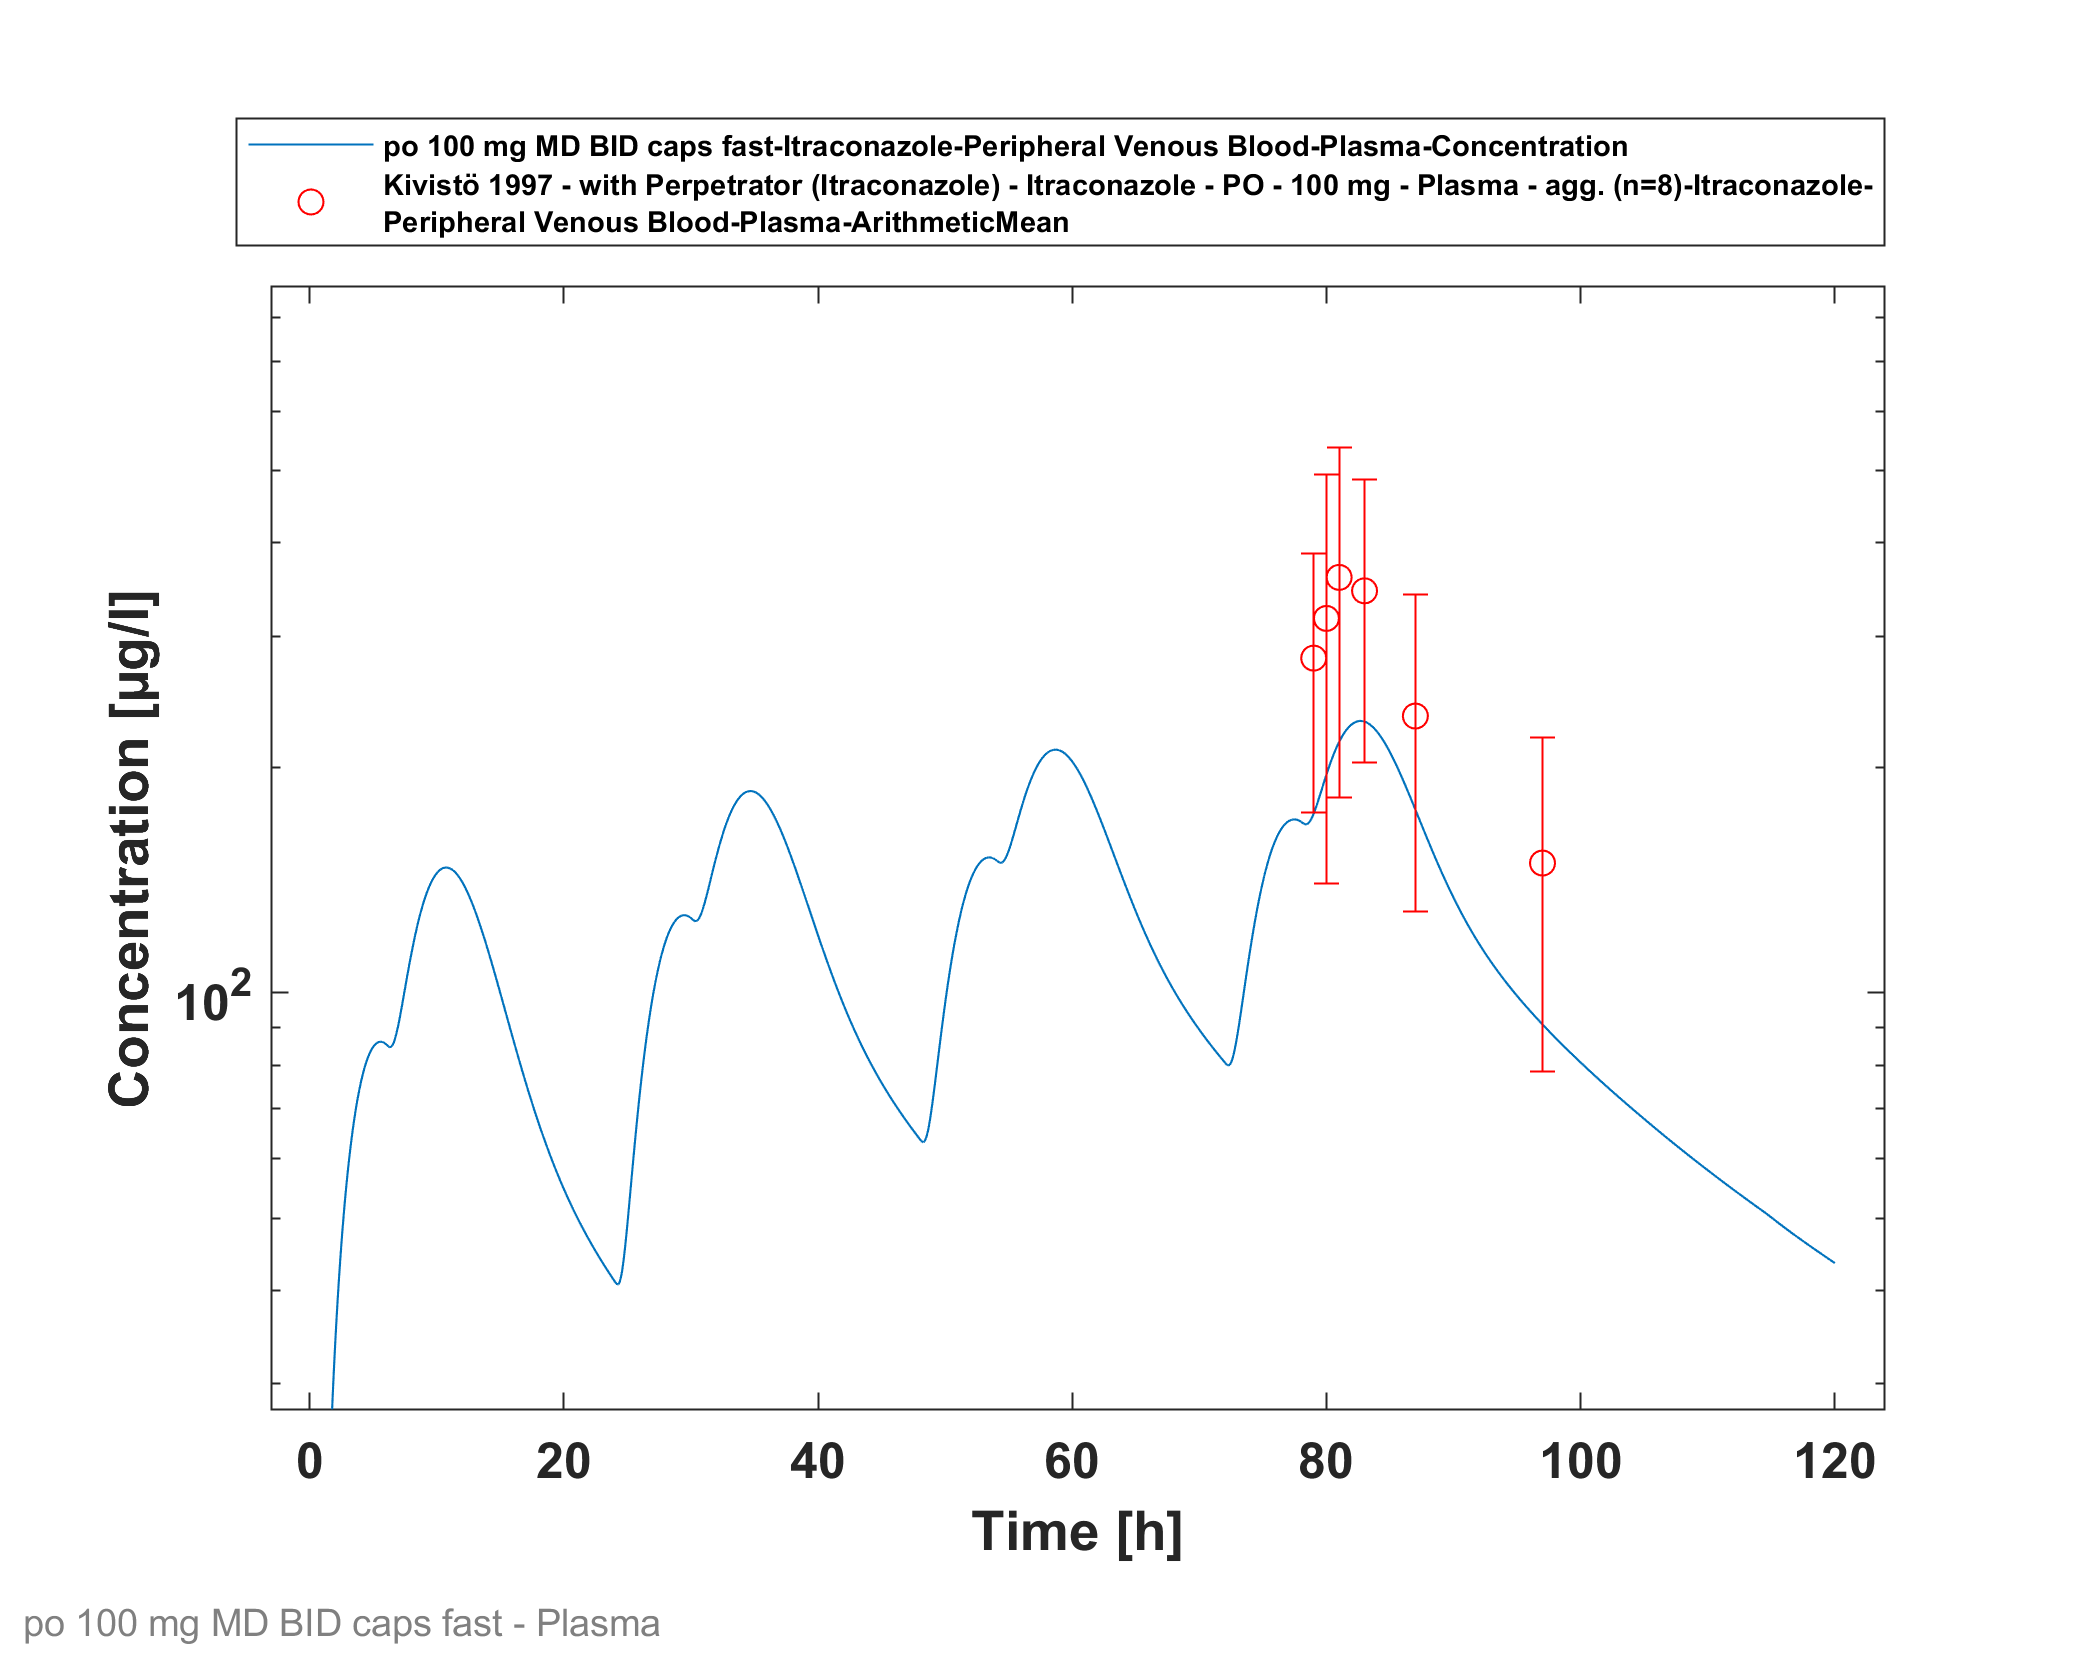 po 100 mg MD BID caps fast-Itraconazole-Peripheral Venous Blood-Plasma-Concentration
Kivistö 1997 - with Perpetrator (Itraconazole) - Itraconazole - PO - 100 mg - Plasma - agg. (n=8)-Itraconazole-
Peripheral Venous Blood-Plasma-ArithmeticMean
Concentration [µg/l]
10²
0 20 40 60 80 100 120
Time [h]
po 100 mg MD BID caps fast - Plasma